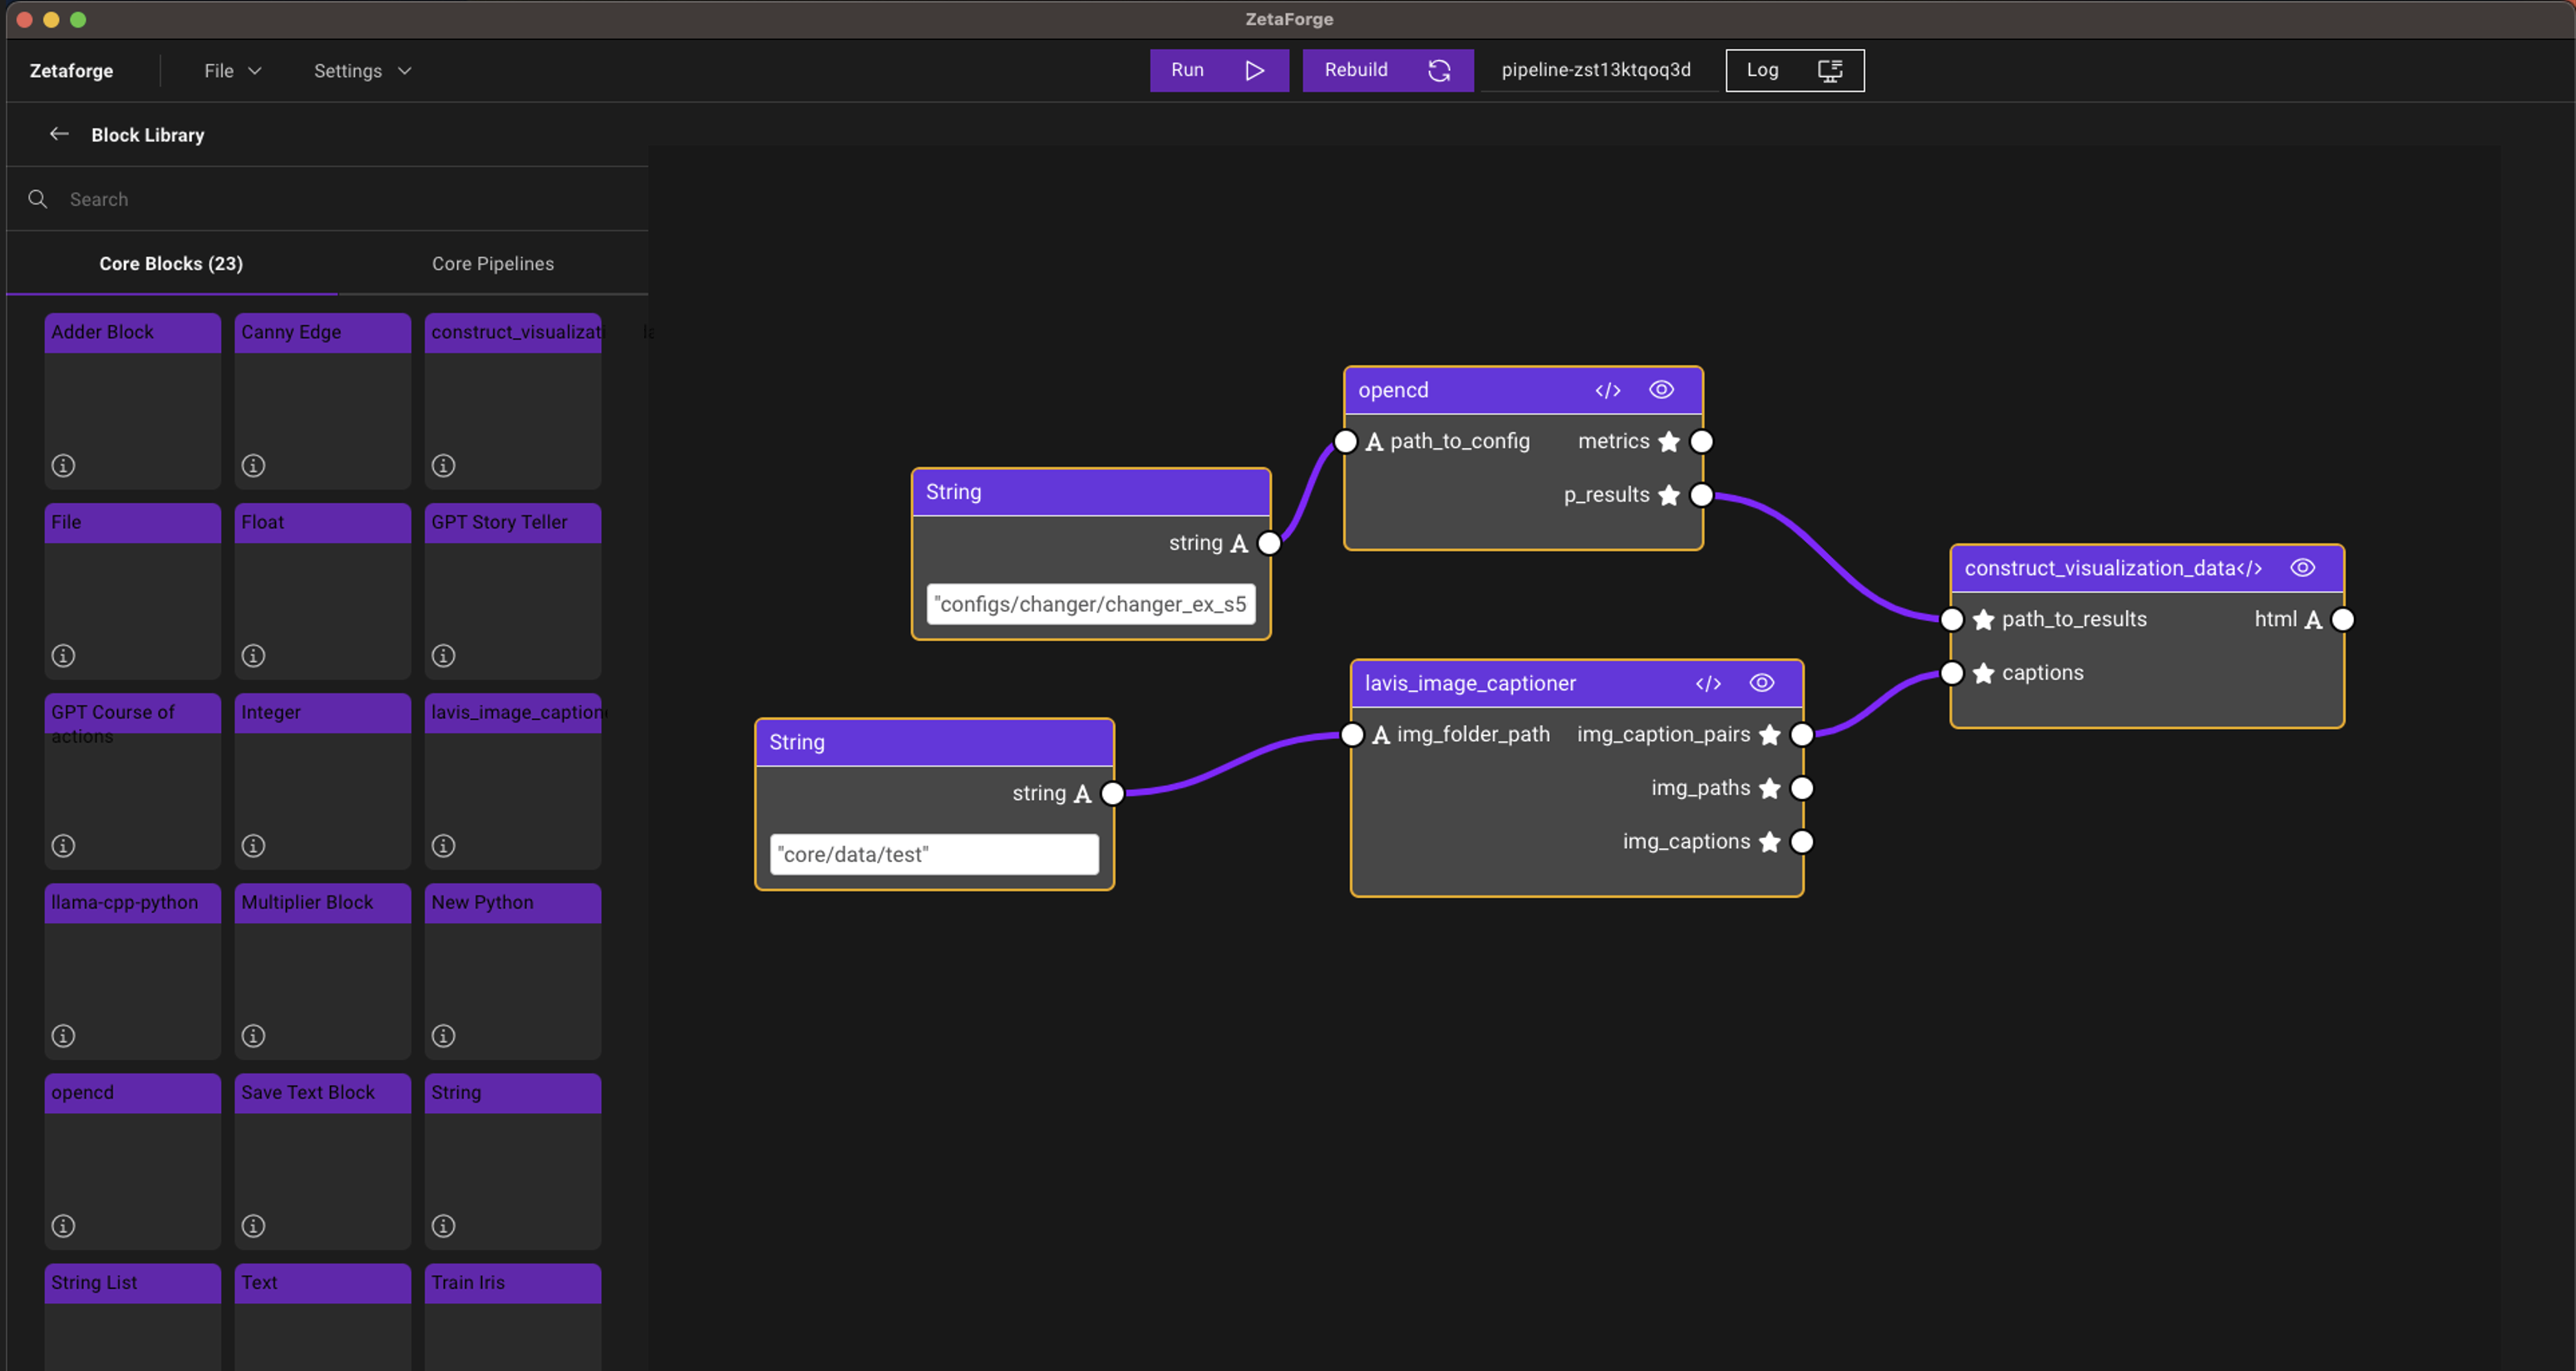 ZetaForge
Zetaforge File Settings Run Rebuild pipeline-zst13ktqoq3d Log
Block Library
Search
Core Blocks (23) Core Pipelines
Adder Block Canny Edge construct_visualizati
File Float GPT Story Teller
GPT Course of actions Integer lavis_image_caption
llama-cpp-python Multiplier Block New Python
opencd Save Text Block String
String List Text Train Iris
opencd </>
A path_to_config metrics
p_results
String
string A
"configs/changer/changer_ex_s5
construct_visualization_data</>
path_to_results html A
captions
lavis_image_captioner </>
A img_folder_path img_caption_pairs
img_paths
img_captions
String
string A
"core/data/test"